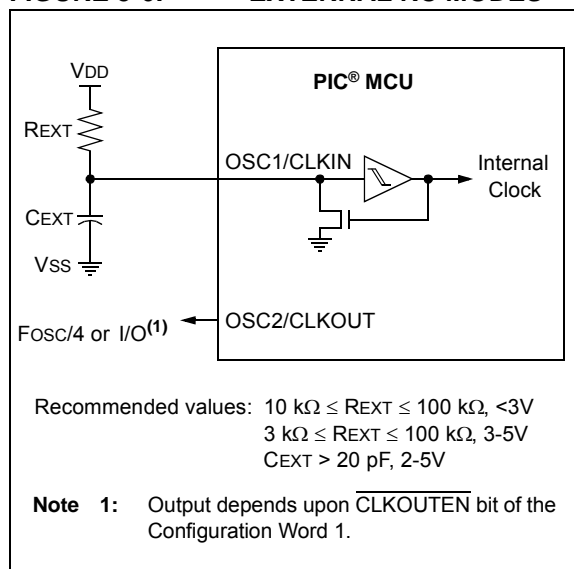 FIGURE EXTERNAL RC MODES
VDD
PIC® MCU
REXT
OSC1/CLKIN
Internal
Clock
CEXT
VSS
OSC2/CLKOUT
FOSC/4 or I/O(1)
Recommended values: 10 kΩ ≤ REXT ≤ 100 kΩ, <3V
3 kΩ ≤ REXT ≤ 100 kΩ, 3-5V
CEXT > 20 pF, 2-5V
Note 1: Output depends upon CLKOUTEN bit of the
Configuration Word 1.